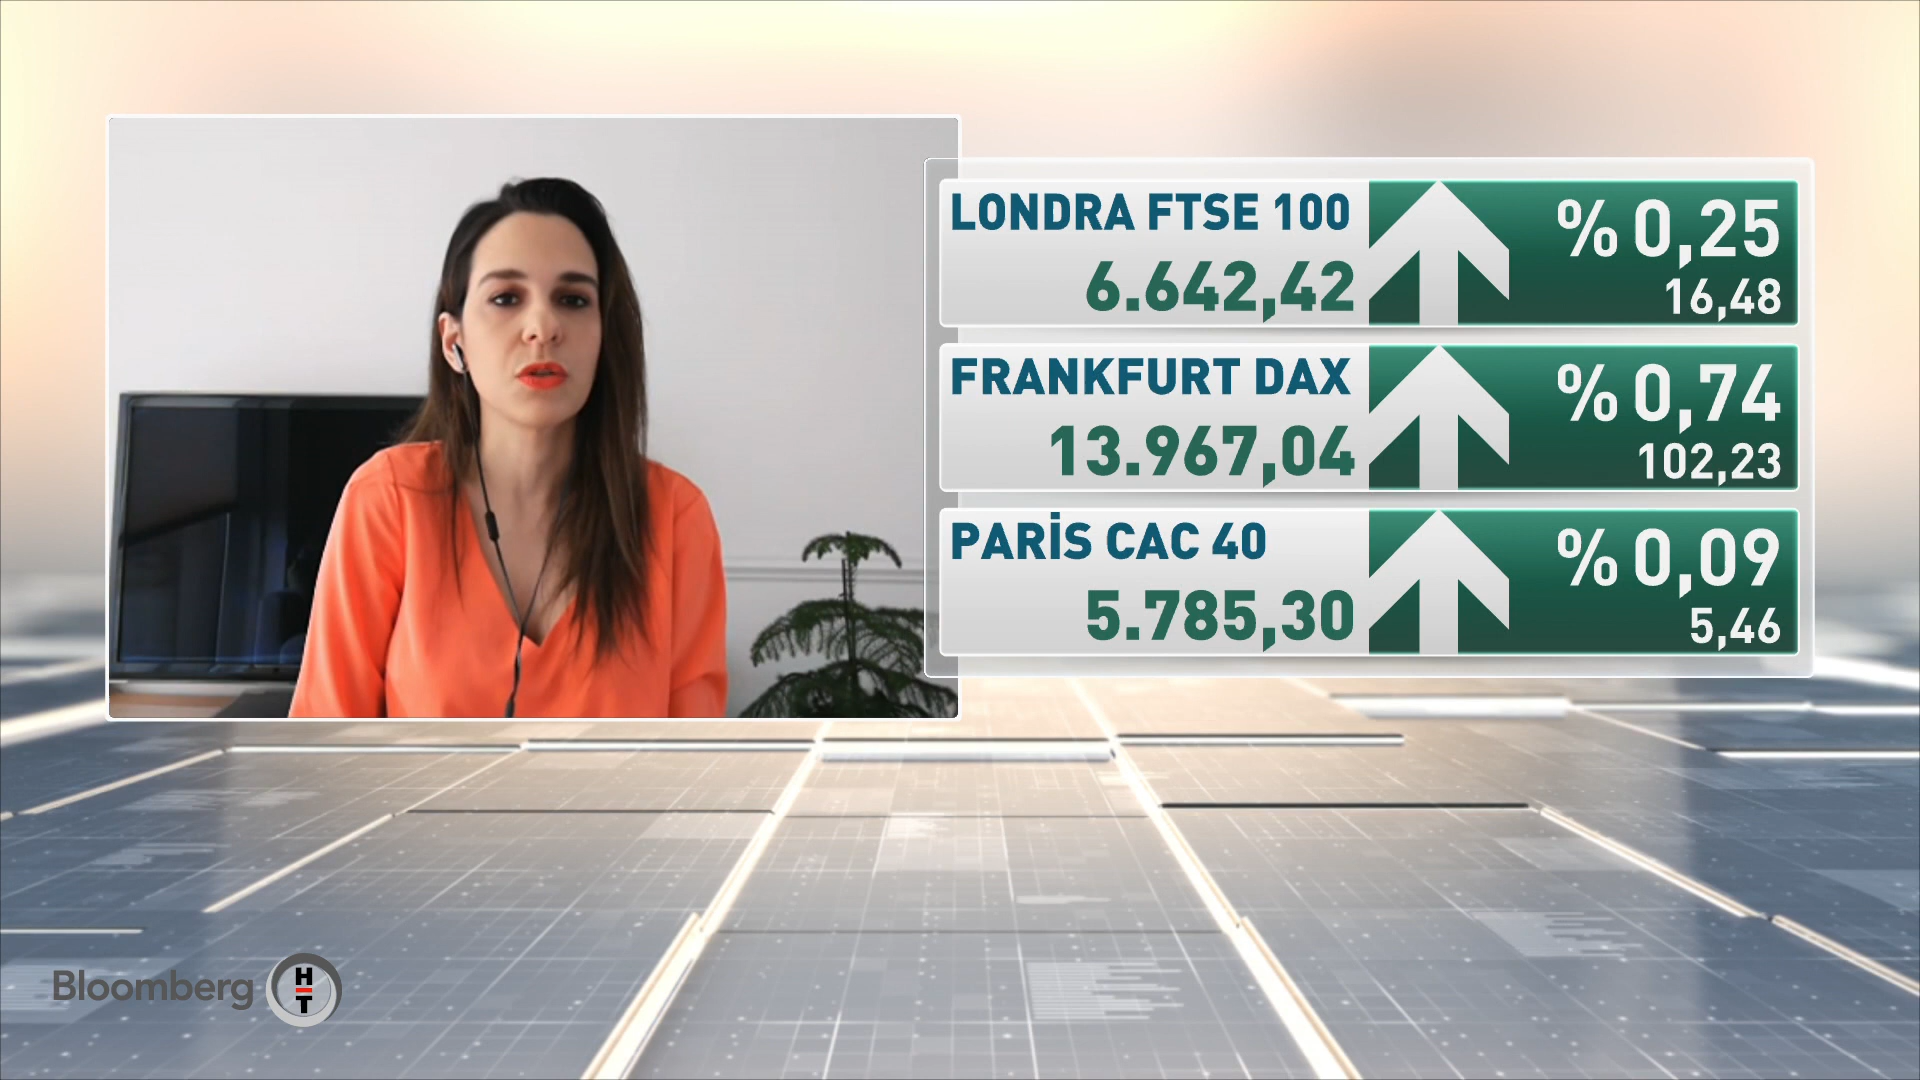 LONDRA FTSE 100
6.642,42
% 0,25
16,48
FRANKFURT DAX
13.967,04
% 0,74
102,23
PARİS CAC 40
5.785,30
% 0,09
5,46
Bloomberg HT